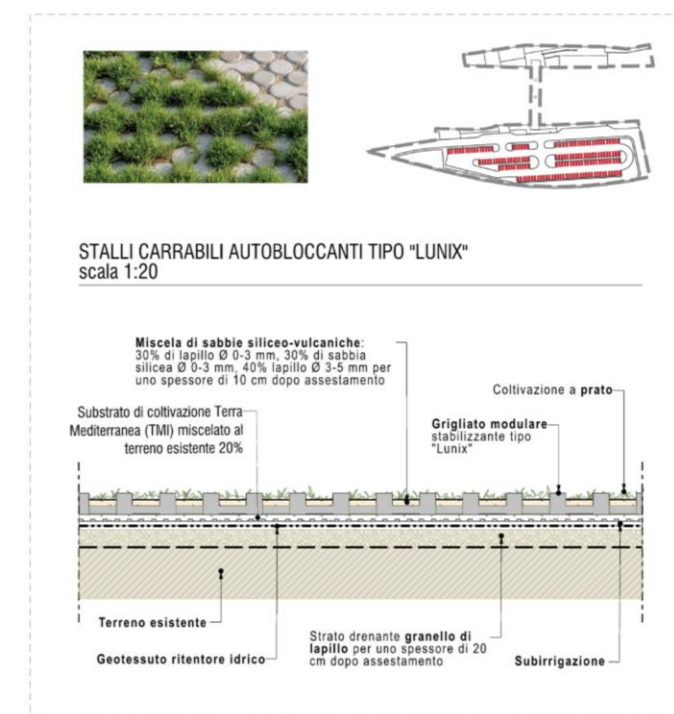 STALLI CARRABILI AUTOBLOCCANTI TIPO "LUNIX"
scala 1:20
Miscela di sabbie siliceo-vulcaniche:
30% di lapillo Ø 0-3 mm, 30% di sabbia
silicea Ø 0-3 mm, 40% lapillo Ø 3-5 mm per
uno spessore di 10 cm dopo assestamento
Coltivazione a prato
Substrato di coltivazione Terra
Mediterranea (TMI) miscelato al
terreno esistente 20%
Grigliato modulare
stabilizzante tipo
"Lunix"
Terreno esistente
Geotessuto ritentore idrico
Strato drenante granello di
lapillo per uno spessore di 20
cm dopo assestamento
Subirrigazione